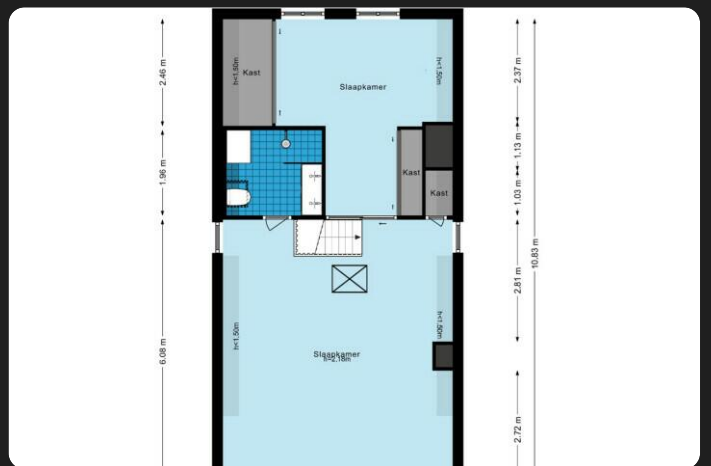 2.46 m
h<1,50m
Kast
Slaapkamer
h<1,50m
2.37 m
1.96 m
Kast
Kast
1.13 m
1.03 m
6.08 m
h<1,50m
Slaapkamer
h=2,18m
h<1,50m
2.81 m
10.83 m
2.72 m